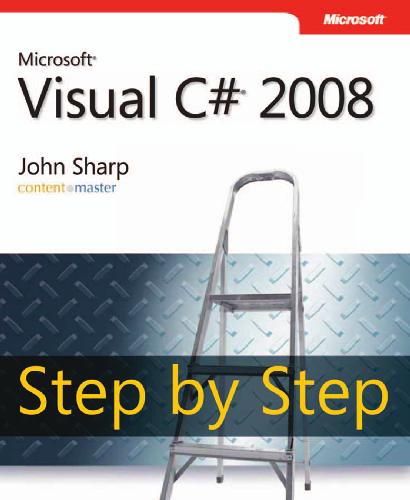 Microsoft
Microsoft®
Visual C#® 2008
John Sharp
content master
Step by Step